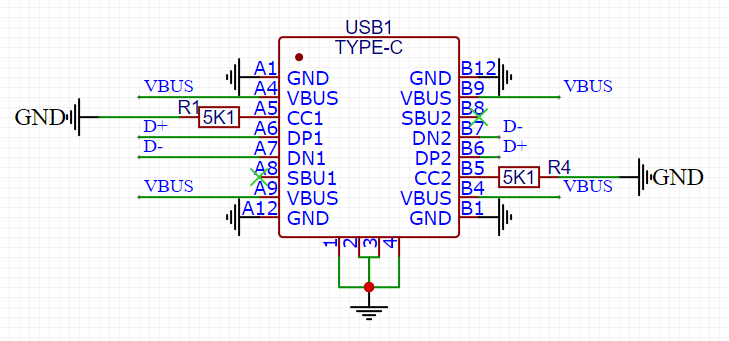 USB1
TYPE-C
A1 GND GND B12
VBUS A4 VBUS VBUS B9 VBUS
GND R1 5K1 A5 CC1 SBU2 B8
D+ A6 DP1 DN2 B7 D-
D- A7 DN1 DP2 B6 D+
A8 SBU1 CC2 B5 5K1 R4 GND
VBUS A9 VBUS VBUS B4 VBUS
A12 GND GND B1
1 2 3 4